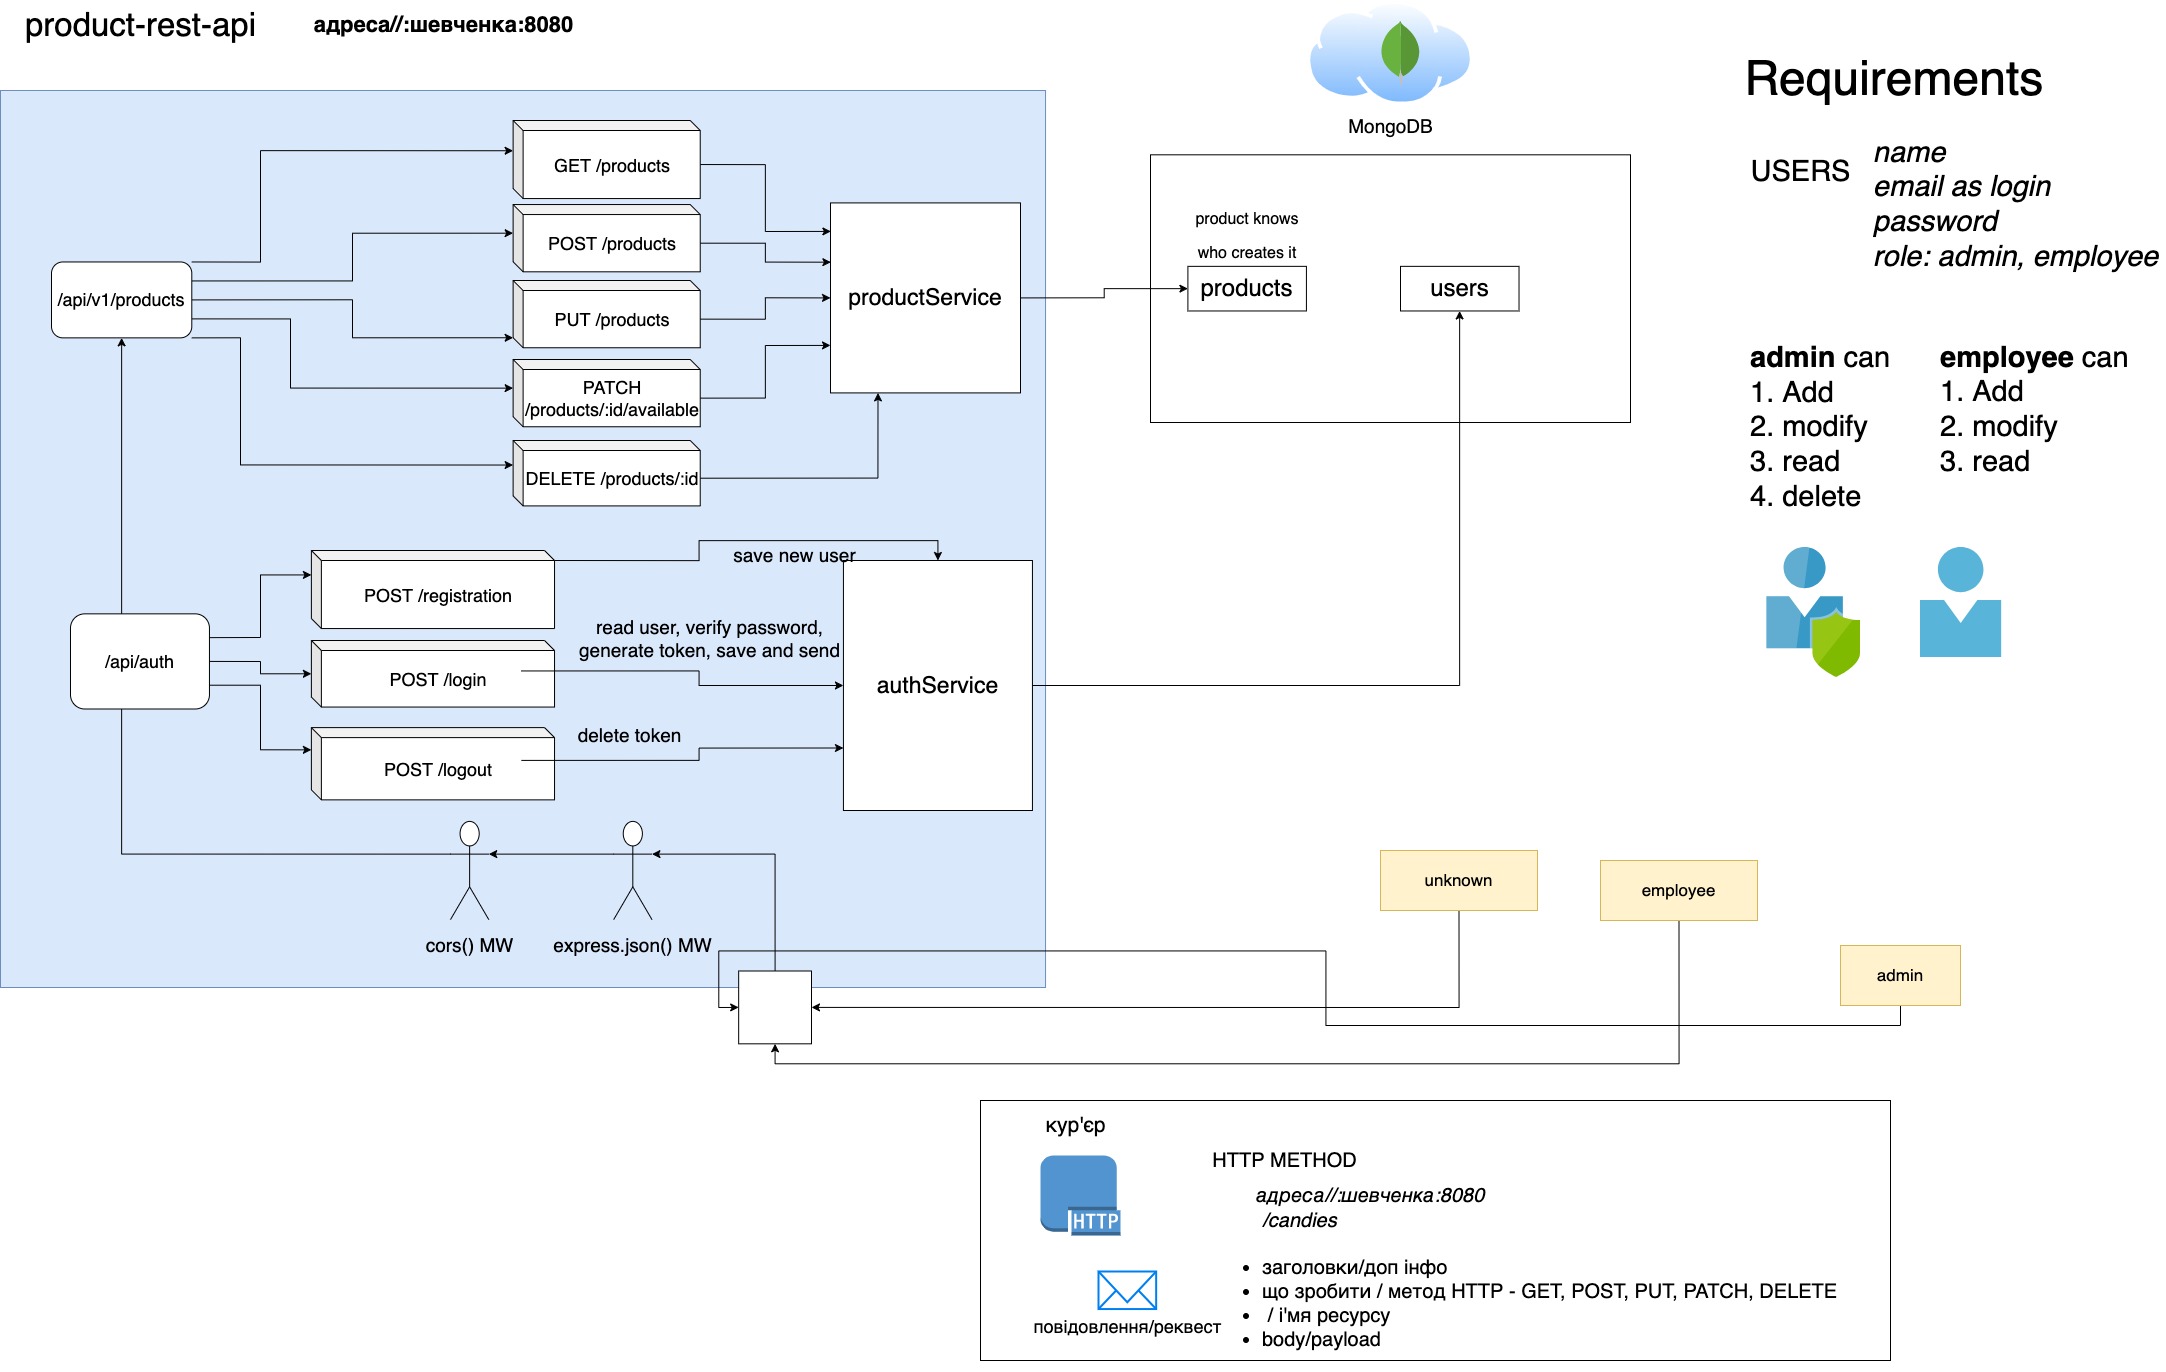 product-rest-api
адреса//:шевченка:8080
MongoDB
Requirements
USERS
name
email as login
password
role: admin, employee
GET /products
POST /products
PUT /products
PATCH
/products/:id/available
DELETE /products/:id
/api/v1/products
productService
product knows
who creates it
products
users
admin can
1. Add
2. modify
3. read
4. delete
employee can
1. Add
2. modify
3. read
/api/auth
POST /registration
POST /login
POST /logout
save new user
read user, verify password,
generate token, save and send
delete token
authService
cors() MW
express.json() MW
unknown
employee
admin
кур'єр
HTTP
HTTP METHOD
адреса//:шевченка:8080
/candies
повідомлення/реквест
• заголовки/доп інфо
• що зробити / метод HTTP - GET, POST, PUT, PATCH, DELETE
• / і'мя ресурсу
• body/payload